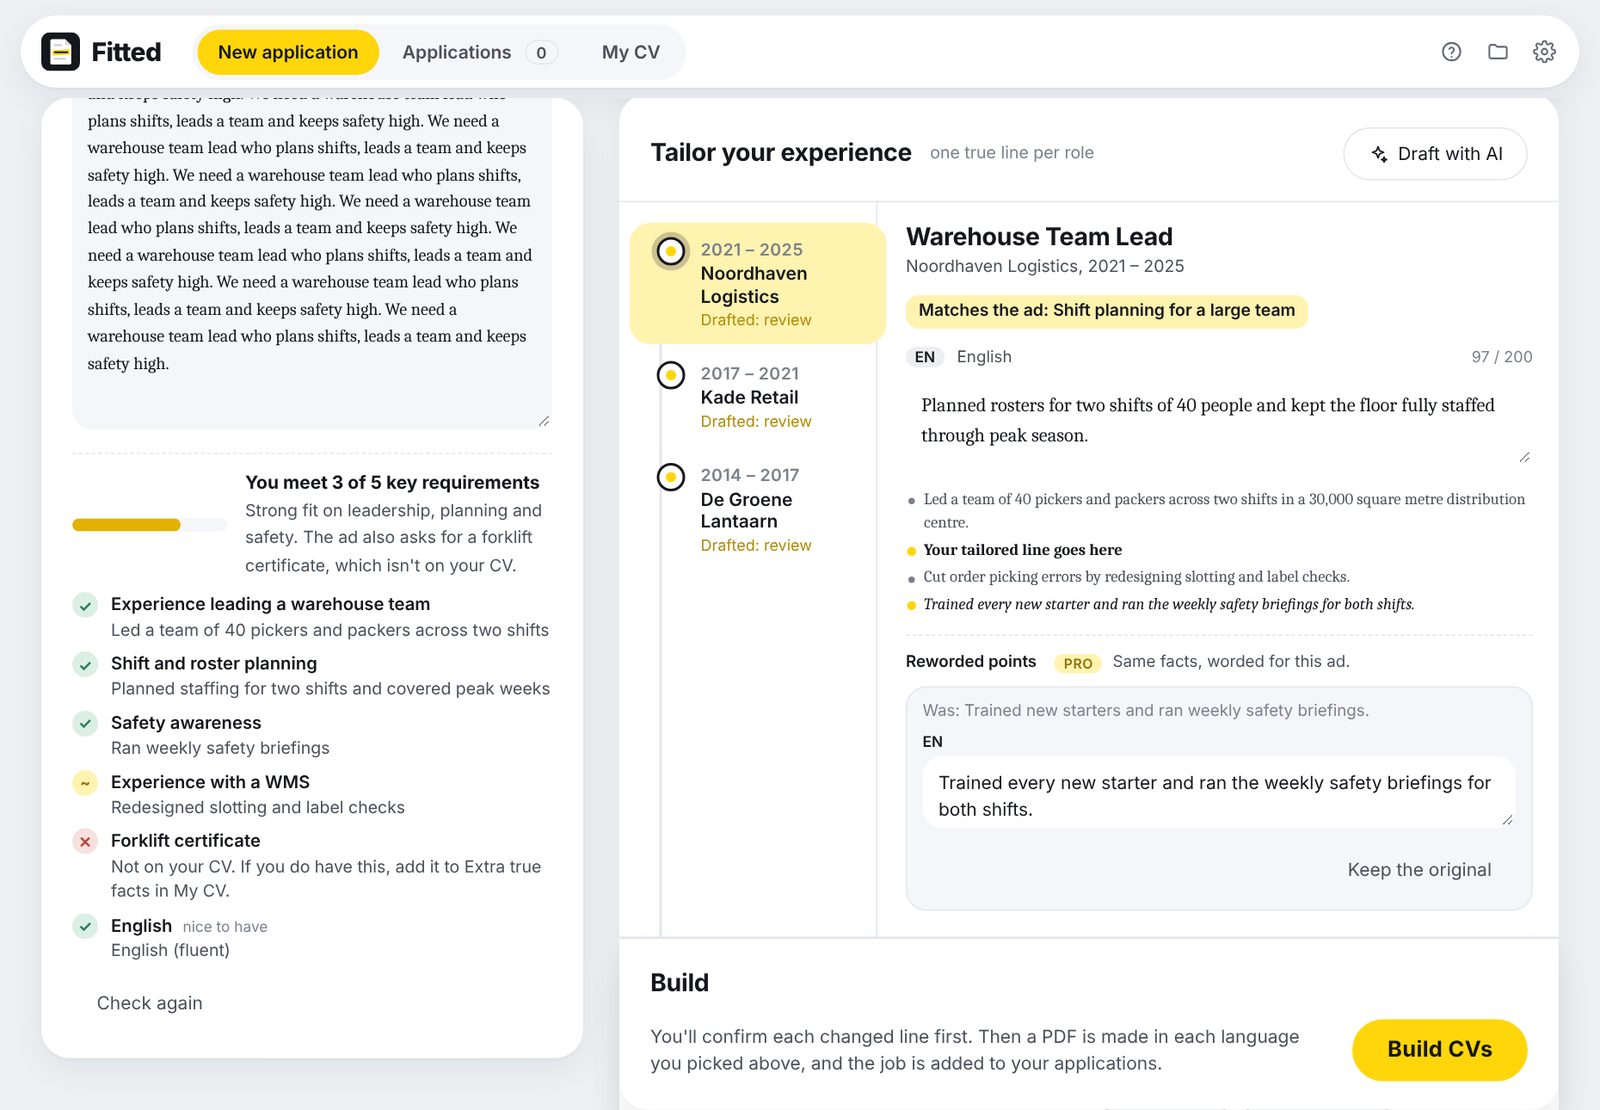 Fitted
New application
Applications 0
My CV
and keeps safety high. We need a warehouse team lead who
plans shifts, leads a team and keeps safety high. We need a
warehouse team lead who plans shifts, leads a team and keeps
safety high. We need a warehouse team lead who plans shifts,
leads a team and keeps safety high. We need a warehouse team
lead who plans shifts, leads a team and keeps safety high. We
need a warehouse team lead who plans shifts, leads a team and
keeps safety high. We need a warehouse team lead who plans
shifts, leads a team and keeps safety high. We need a
warehouse team lead who plans shifts, leads a team and keeps
safety high.
You meet 3 of 5 key requirements
Strong fit on leadership, planning and
safety. The ad also asks for a forklift
certificate, which isn't on your CV.
Experience leading a warehouse team
Led a team of 40 pickers and packers across two shifts
Shift and roster planning
Planned staffing for two shifts and covered peak weeks
Safety awareness
Ran weekly safety briefings
~ Experience with a WMS
Redesigned slotting and label checks
Forklift certificate
Not on your CV. If you do have this, add it to Extra true
facts in My CV.
English nice to have
English (fluent)
Check again
Tailor your experience one true line per role
Draft with AI
2021 – 2025
Noordhaven
Logistics
Drafted: review
2017 – 2021
Kade Retail
Drafted: review
2014 – 2017
De Groene
Lantaarn
Drafted: review
Warehouse Team Lead
Noordhaven Logistics, 2021 – 2025
Matches the ad: Shift planning for a large team
EN English 97 / 200
Planned rosters for two shifts of 40 people and kept the floor fully staffed
through peak season.
Led a team of 40 pickers and packers across two shifts in a 30,000 square metre distribution
centre.
Your tailored line goes here
Cut order picking errors by redesigning slotting and label checks.
Trained every new starter and ran the weekly safety briefings for both shifts.
Reworded points PRO Same facts, worded for this ad.
Was: Trained new starters and ran weekly safety briefings.
EN
Trained every new starter and ran the weekly safety briefings for
both shifts.
Keep the original
Build
You'll confirm each changed line first. Then a PDF is made in each language
you picked above, and the job is added to your applications.
Build CVs